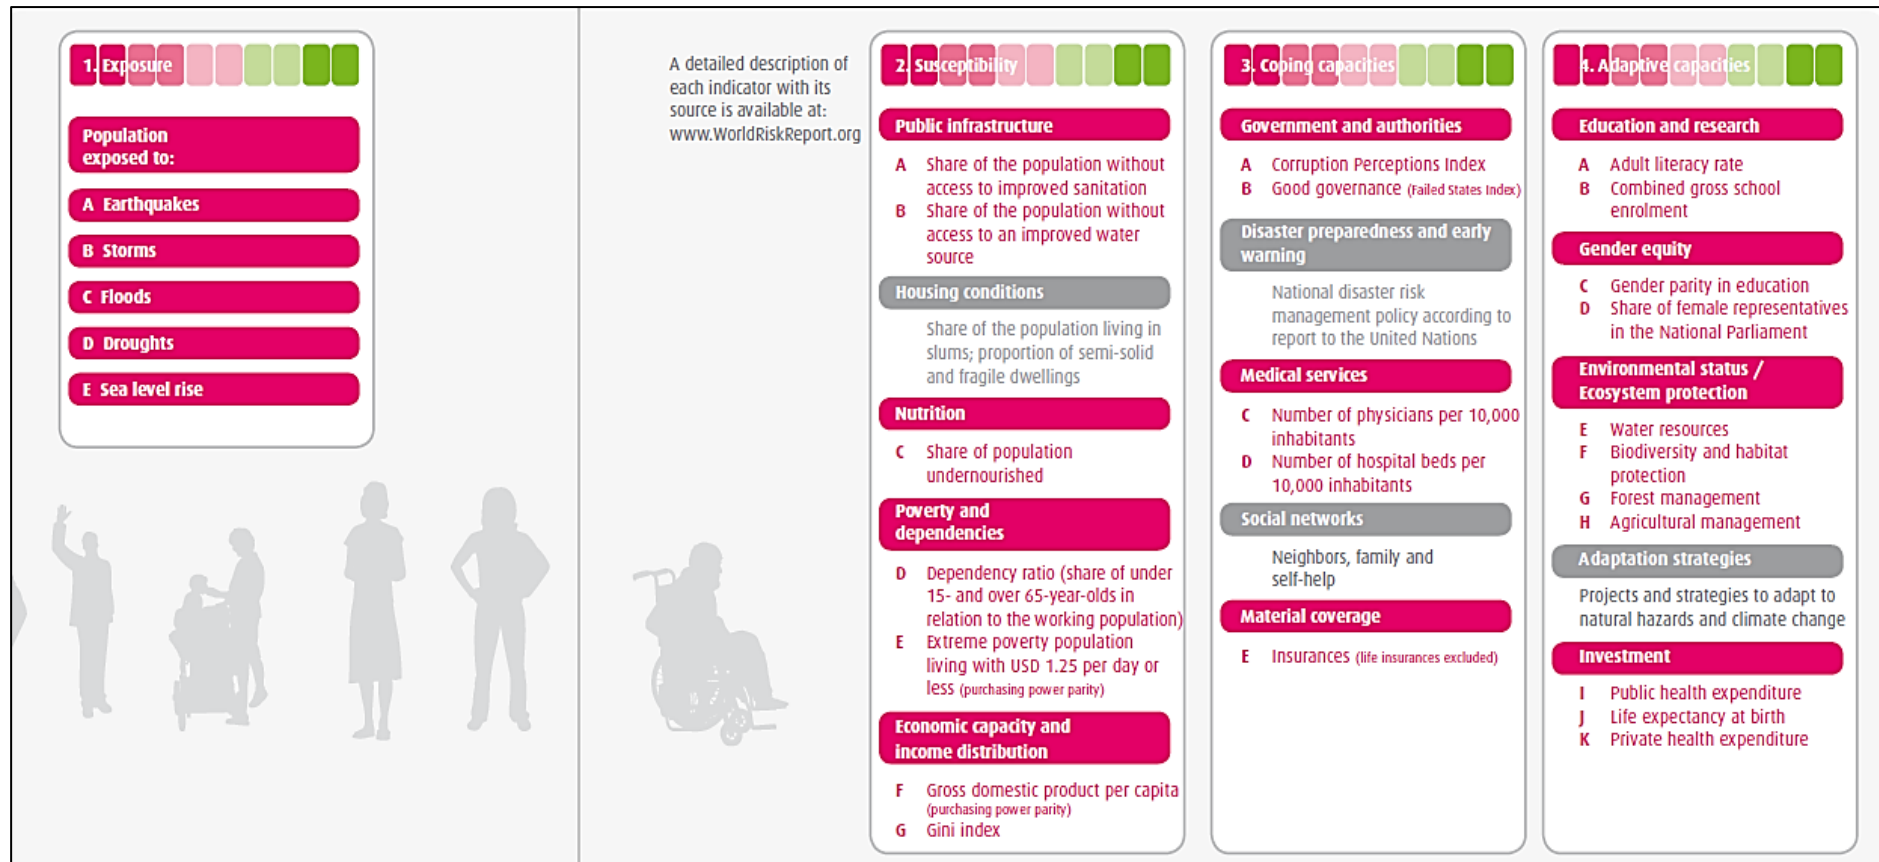 1. Exposure
Population
exposed to:
A Earthquakes
B Storms
C Floods
D Droughts
E Sea level rise
A detailed description of
each indicator with its
source is available at:
www.WorldRiskReport.org
2. Susceptibility
Public infrastructure
A Share of the population without
access to improved sanitation
B Share of the population without
access to an improved water
source
Housing conditions
Share of the population living in
slums; proportion of semi-solid
and fragile dwellings
Nutrition
C Share of population
undernourished
Poverty and
dependencies
D Dependency ratio (share of under
15- and over 65-year-olds in
relation to the working population)
E Extreme poverty population
living with USD 1.25 per day or
less (purchasing power parity)
Economic capacity and
income distribution
F Gross domestic product per capita
(purchasing power parity)
G Gini index
3. Coping capacities
Government and authorities
A Corruption Perceptions Index
B Good governance (Failed States Index)
Disaster preparedness and early
warning
National disaster risk
management policy according to
report to the United Nations
Medical services
C Number of physicians per 10,000
inhabitants
D Number of hospital beds per
10,000 inhabitants
Social networks
Neighbors, family and
self-help
Material coverage
E Insurances (life insurances excluded)
4. Adaptive capacities
Education and research
A Adult literacy rate
B Combined gross school
enrolment
Gender equity
C Gender parity in education
D Share of female representatives
in the National Parliament
Environmental status /
Ecosystem protection
E Water resources
F Biodiversity and habitat
protection
G Forest management
H Agricultural management
Adaptation strategies
Projects and strategies to adapt to
natural hazards and climate change
Investment
I Public health expenditure
J Life expectancy at birth
K Private health expenditure